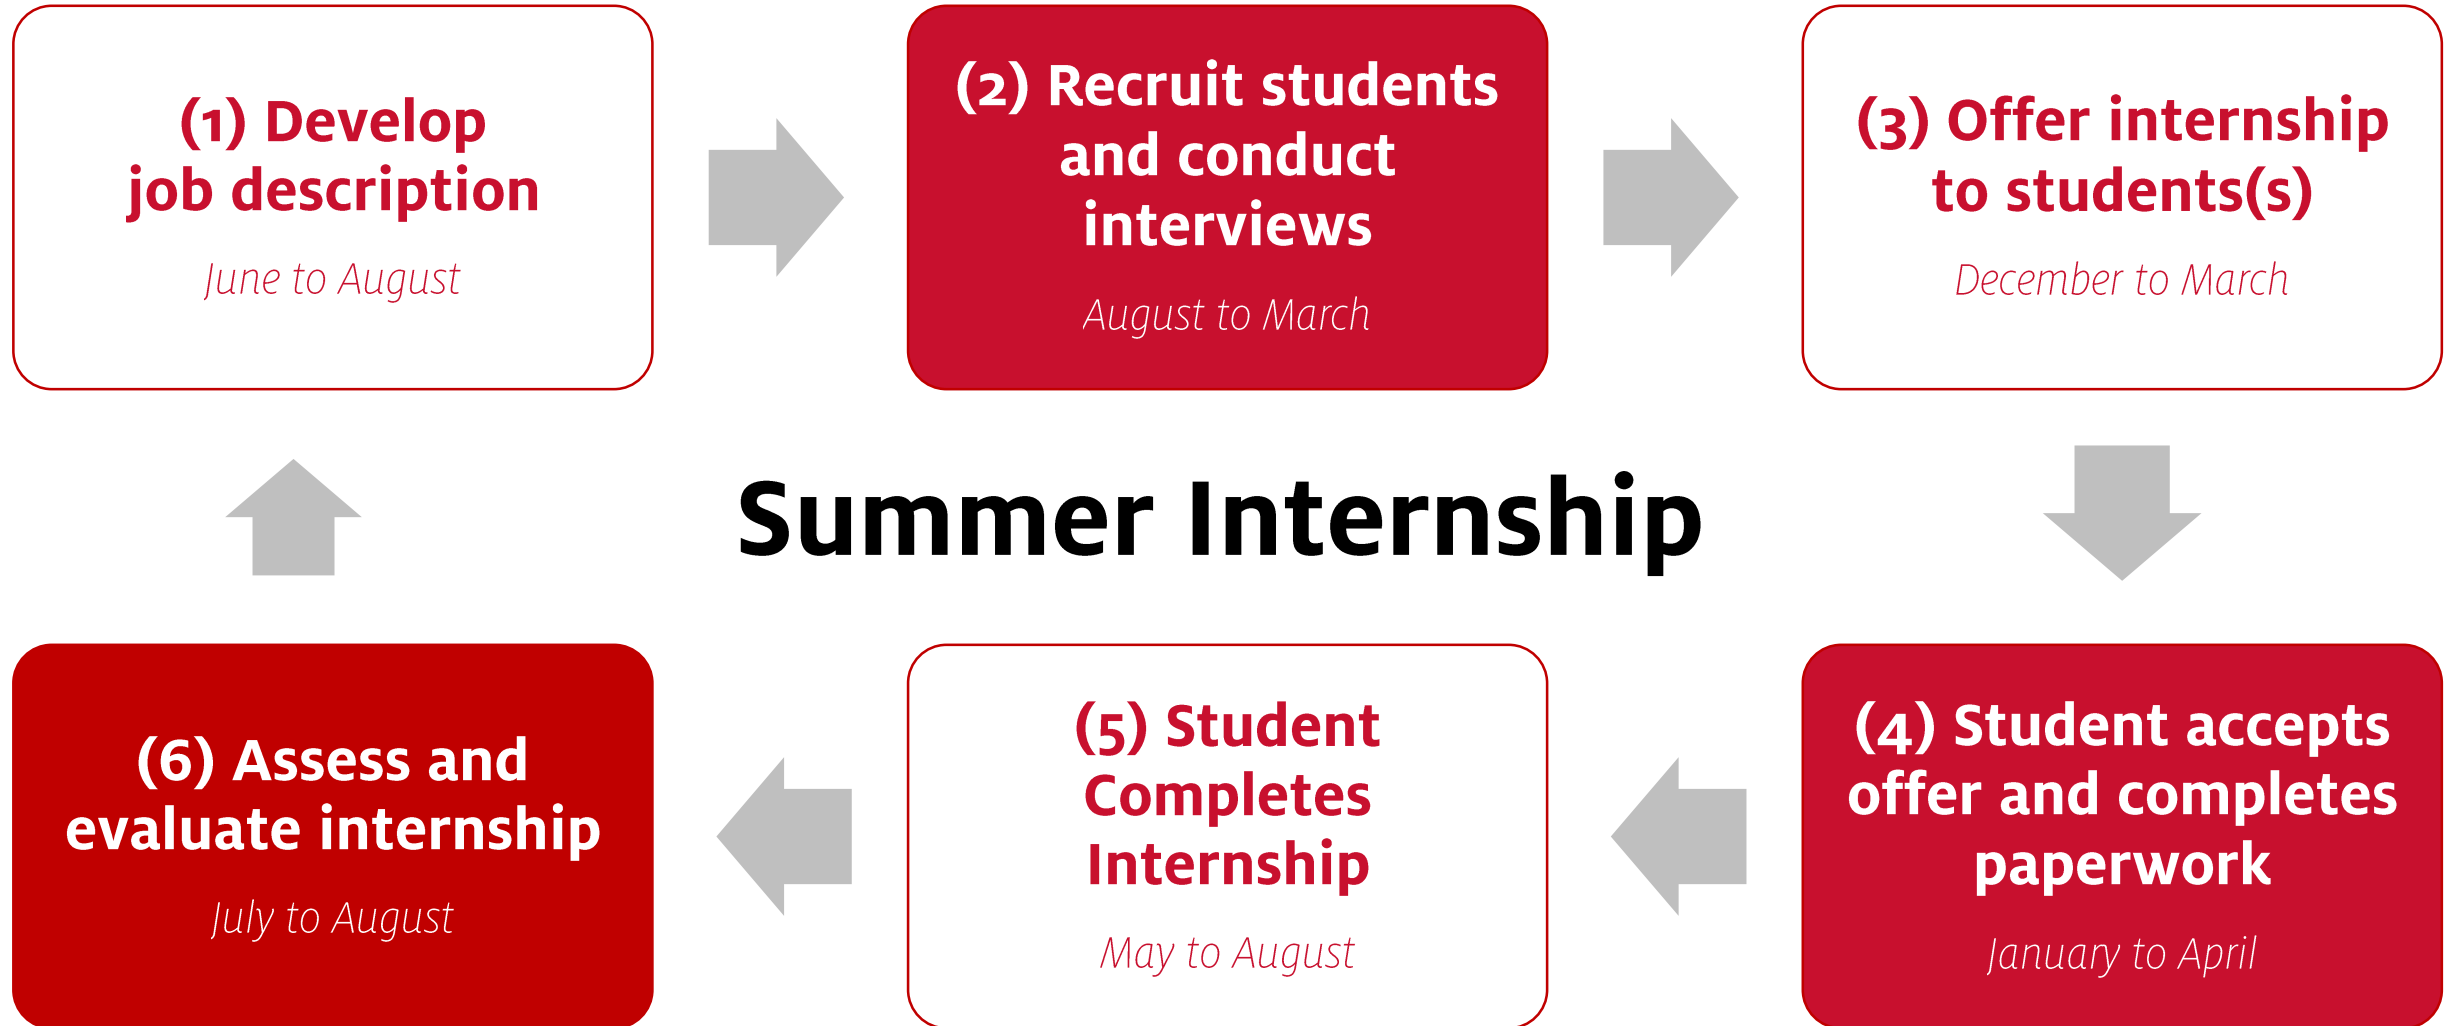 (1) Develop
job description
June to August
(2) Recruit students
and conduct
interviews
August to March
(3) Offer internship
to students(s)
December to March
Summer Internship
(4) Student accepts
offer and completes
paperwork
January to April
(5) Student
Completes
Internship
May to August
(6) Assess and
evaluate internship
July to August